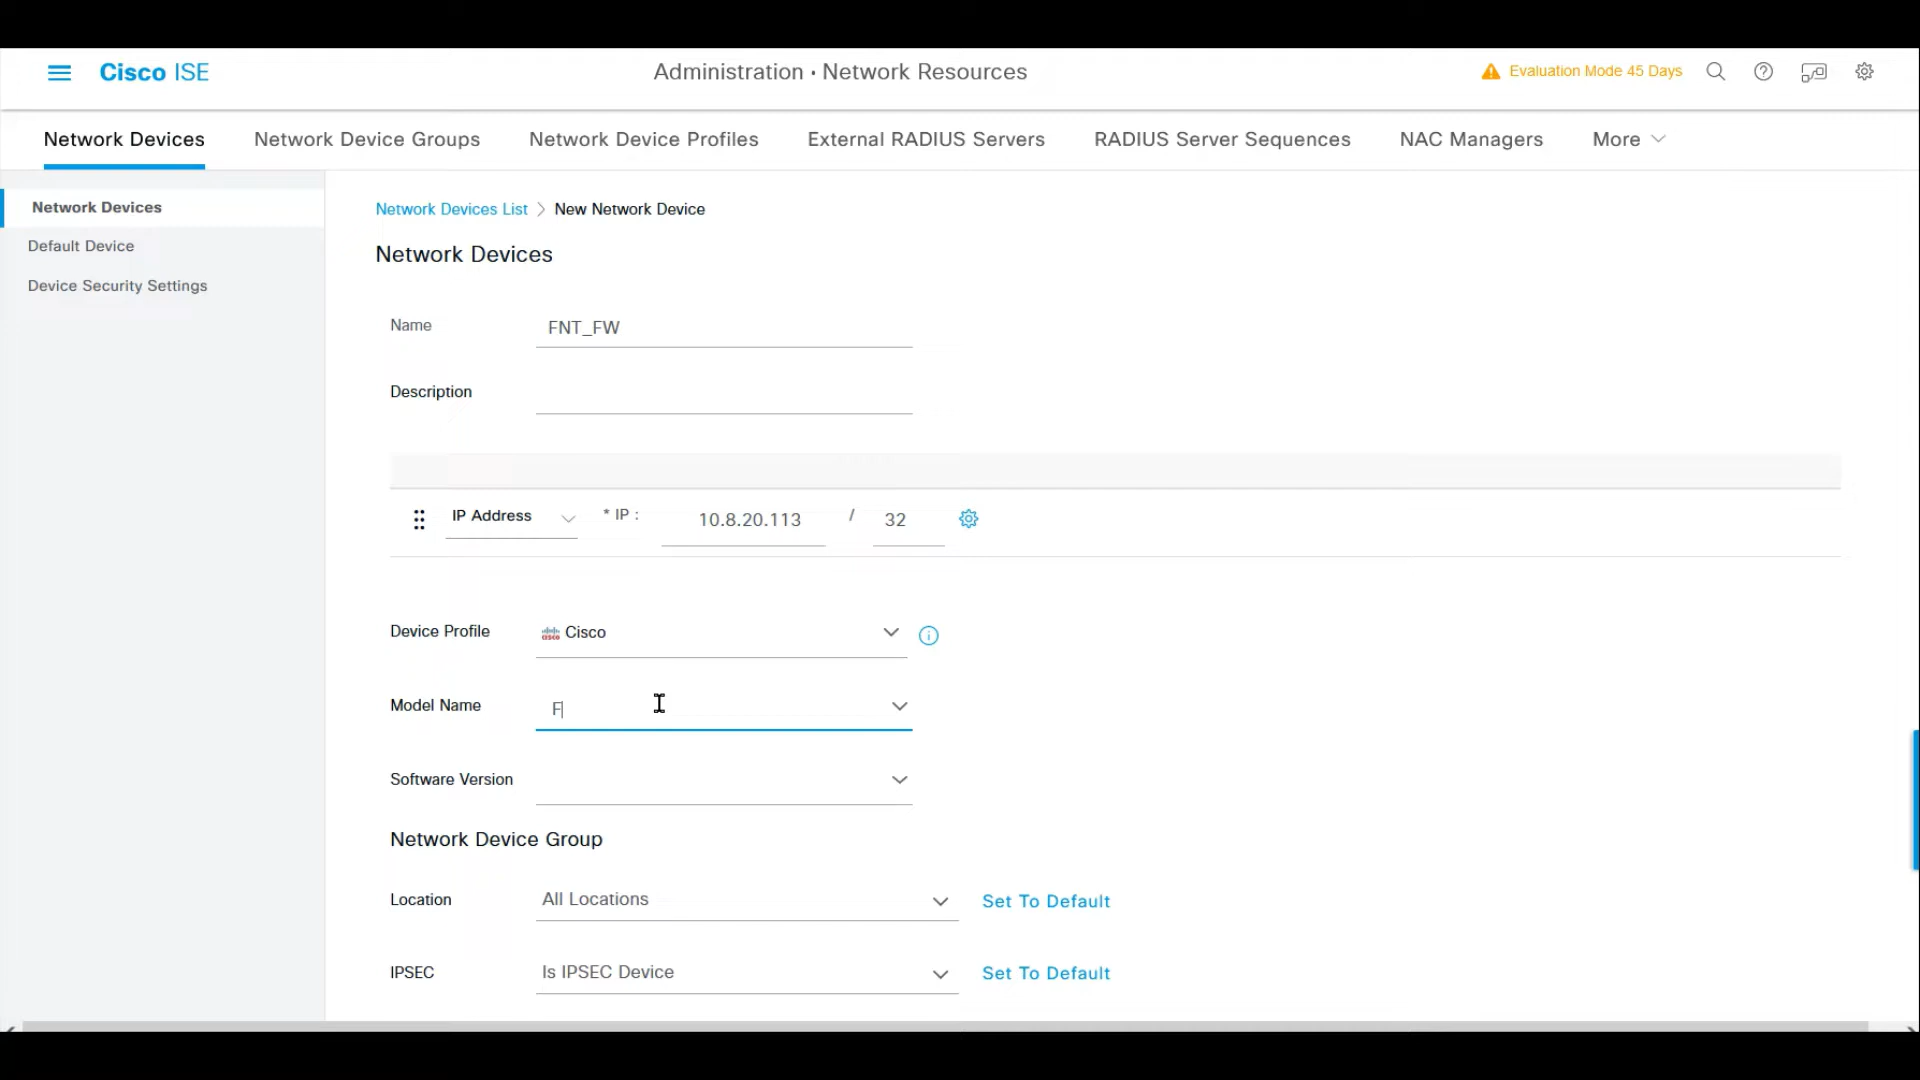 Cisco ISE
Administration · Network Resources
Evaluation Mode 45 Days
Network Devices
Network Device Groups
Network Device Profiles
External RADIUS Servers
RADIUS Server Sequences
NAC Managers
More
Network Devices
Default Device
Device Security Settings
Network Devices List > New Network Device
Network Devices
Name FNT_FW
Description
IP Address * IP : 10.8.20.113 / 32
Device Profile Cisco
Model Name F
Software Version
Network Device Group
Location All Locations Set To Default
IPSEC Is IPSEC Device Set To Default